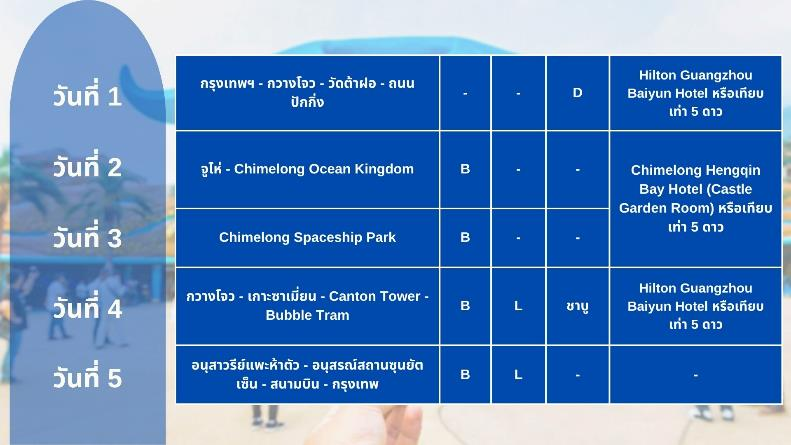 วันที่ 1
กรุงเทพฯ - กวางโจว - วัดต้าฝอ - ถนน
ปักกิ่ง
-
-
D
Hilton Guangzhou
Baiyun Hotel หรือเทียบ
เท่า 5 ดาว
วันที่ 2
จูไห่ - Chimelong Ocean Kingdom
B
-
-
Chimelong Hengqin
Bay Hotel (Castle
Garden Room) หรือเทียบ
เท่า 5 ดาว
วันที่ 3
Chimelong Spaceship Park
B
-
-
วันที่ 4
กวางโจว - เกาะซาเมี่ยน - Canton Tower -
Bubble Tram
B
L
ชาบู
Hilton Guangzhou
Baiyun Hotel หรือเทียบ
เท่า 5 ดาว
วันที่ 5
อนุสาวรีย์แพะห้าตัว - อนุสรณ์สถานซุนยัต
เซ็น - สนามบิน - กรุงเทพ
B
L
-
-